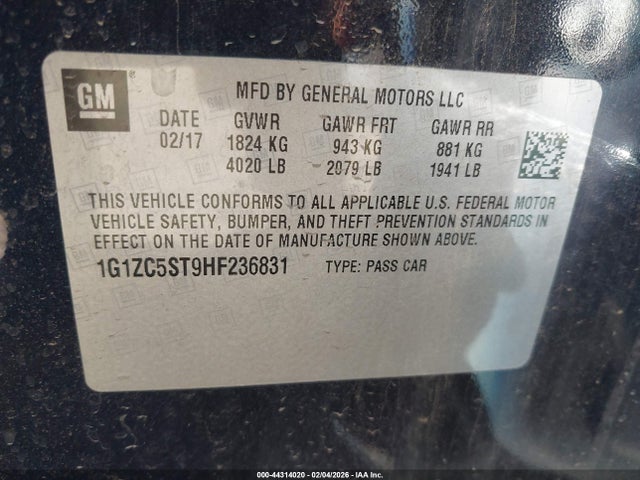 GM
MFD BY GENERAL MOTORS LLC
DATE GVWR GAWR FRT GAWR RR
02/17 1824 KG 943 KG 881 KG
4020 LB 2079 LB 1941 LB
THIS VEHICLE CONFORMS TO ALL APPLICABLE U.S. FEDERAL MOTOR
VEHICLE SAFETY, BUMPER, AND THEFT PREVENTION STANDARDS IN
EFFECT ON THE DATE OF MANUFACTURE SHOWN ABOVE.
1G1ZC5ST9HF236831 TYPE: PASS CAR
000-44314020 - 02/04/2026 - IAA Inc.